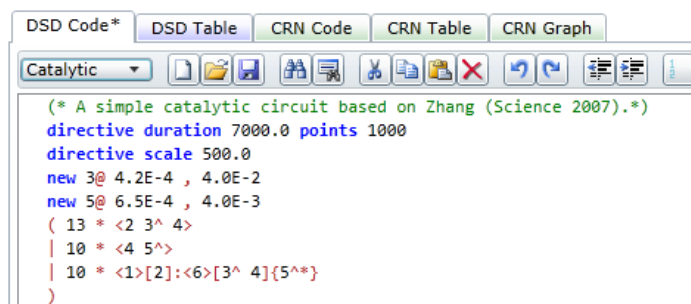 DSD Code* DSD Table CRN Code CRN Table CRN Graph
Catalytic
(* A simple catalytic circuit based on Zhang (Science 2007).*)
directive duration 7000.0 points 1000
directive scale 500.0
new 3@ 4.2E-4 , 4.0E-2
new 5@ 6.5E-4 , 4.0E-3
( 13 * <2 3^ 4>
| 10 * <4 5^>
| 10 * <1>[2]:<6>[3^ 4]{5^*}
)